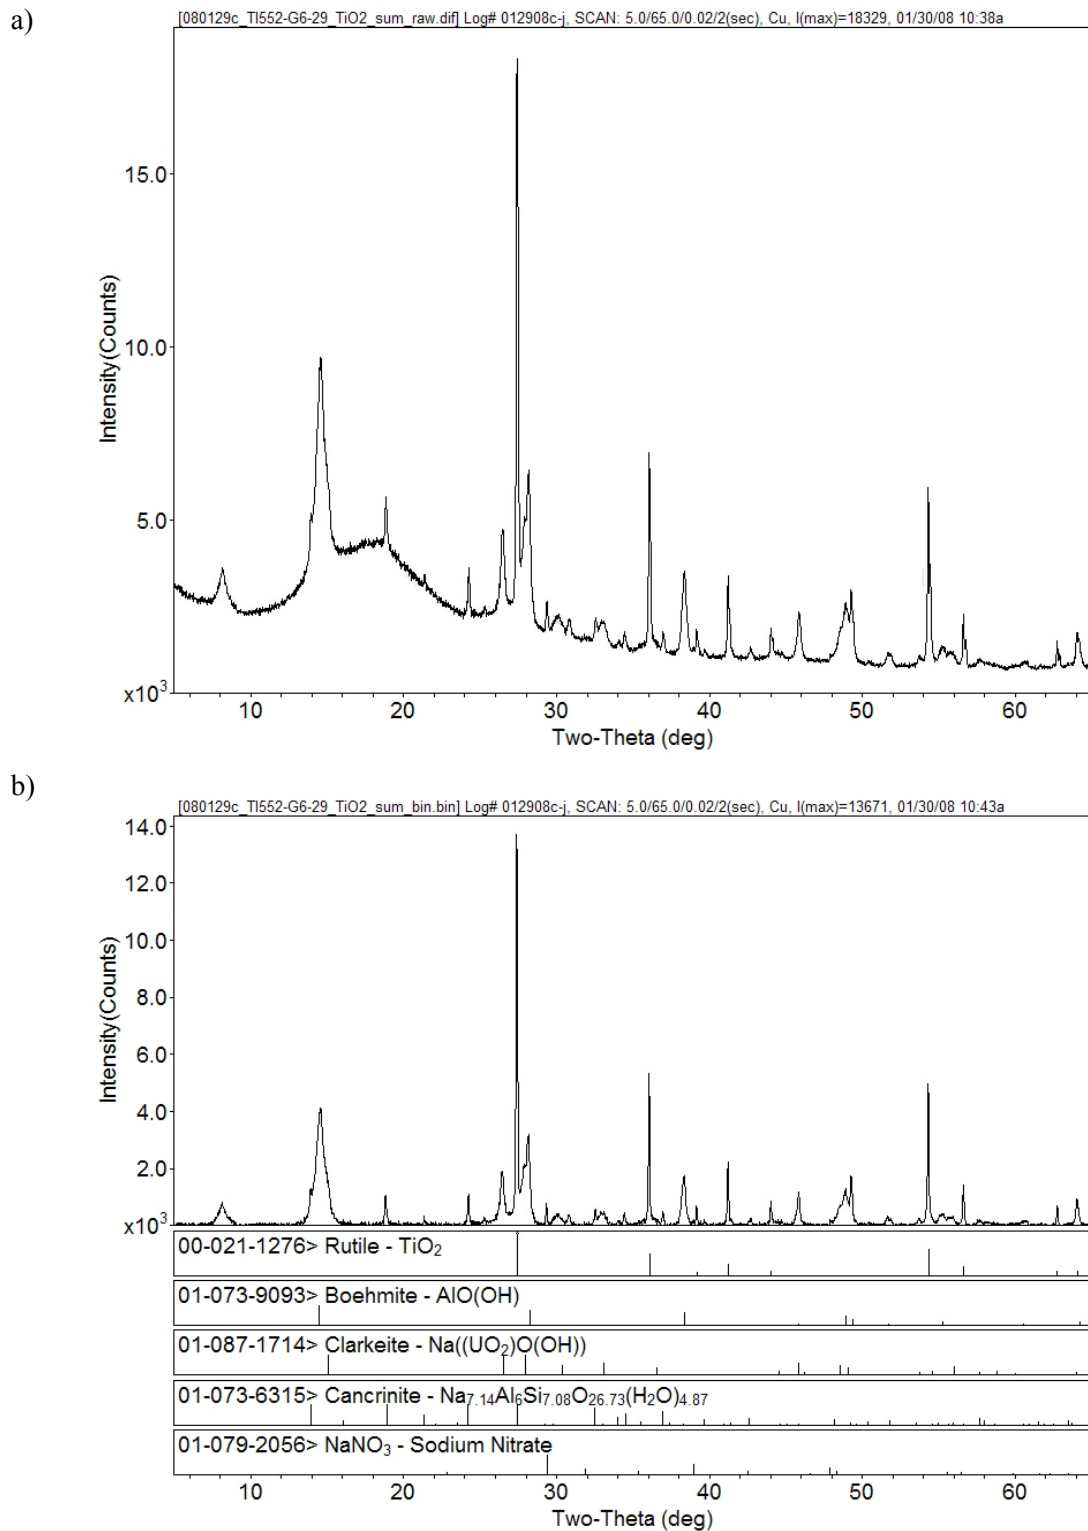 a)
[080129c_TI552-G6-29_TiO2_sum_raw.dif] Log# 012908c-j, SCAN: 5.0/65.0/0.02/2(sec), Cu, I(max)=18329, 01/30/08 10:38a
15.0
10.0
5.0
x10³
Intensity(Counts)
10 20 30 40 50 60
Two-Theta (deg)
b)
[080129c_TI552-G6-29_TiO2_sum_bin.bin] Log# 012908c-j, SCAN: 5.0/65.0/0.02/2(sec), Cu, I(max)=13671, 01/30/08 10:43a
14.0
12.0
10.0
8.0
6.0
4.0
2.0
x10³
Intensity(Counts)
00-021-1276> Rutile - TiO₂
01-073-9093> Boehmite - AlO(OH)
01-087-1714> Clarkeite - Na((UO₂)O(OH))
01-073-6315> Cancrinite - Na₇.₁₄Al₆Si₇.₀₈O₂₆.₇₃(H₂O)₄.₈₇
01-079-2056> NaNO₃ - Sodium Nitrate
10 20 30 40 50 60
Two-Theta (deg)